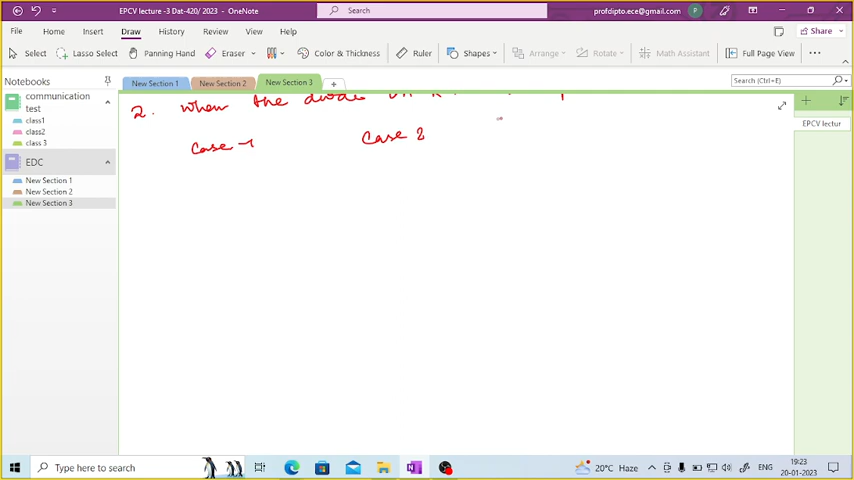 EPCV lecture -3 Dat-420/ 2023 - OneNote
Search
profdipto.ece@gmail.com
P
File Home Insert Draw History Review View Help
Share
Select Lasso Select Panning Hand Eraser Color & Thickness Ruler Shapes Arrange Rotate Math Assistant Full Page View
Notebooks
New Section 1 New Section 2 New Section 3
Search (Ctrl+E)
communication
test
class1
class2
class 3
EDC
New Section 1
New Section 2
New Section 3
EPCV lectur
2. when the diode
case -1 case 2
Type here to search
20°C Haze
ENG
19:23
20-01-2023